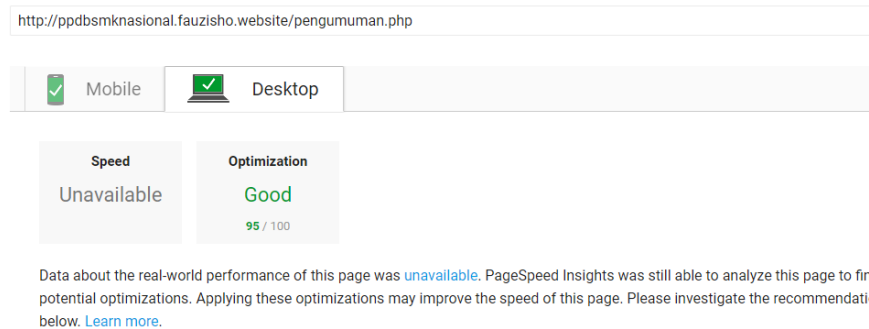 http://ppdbsmknasional.fauzisho.website/pengumuman.php
Mobile
Desktop
Speed
Unavailable
Optimization
Good
95 / 100
Data about the real-world performance of this page was unavailable. PageSpeed Insights was still able to analyze this page to
potential optimizations. Applying these optimizations may improve the speed of this page. Please investigate the
below. Learn more.